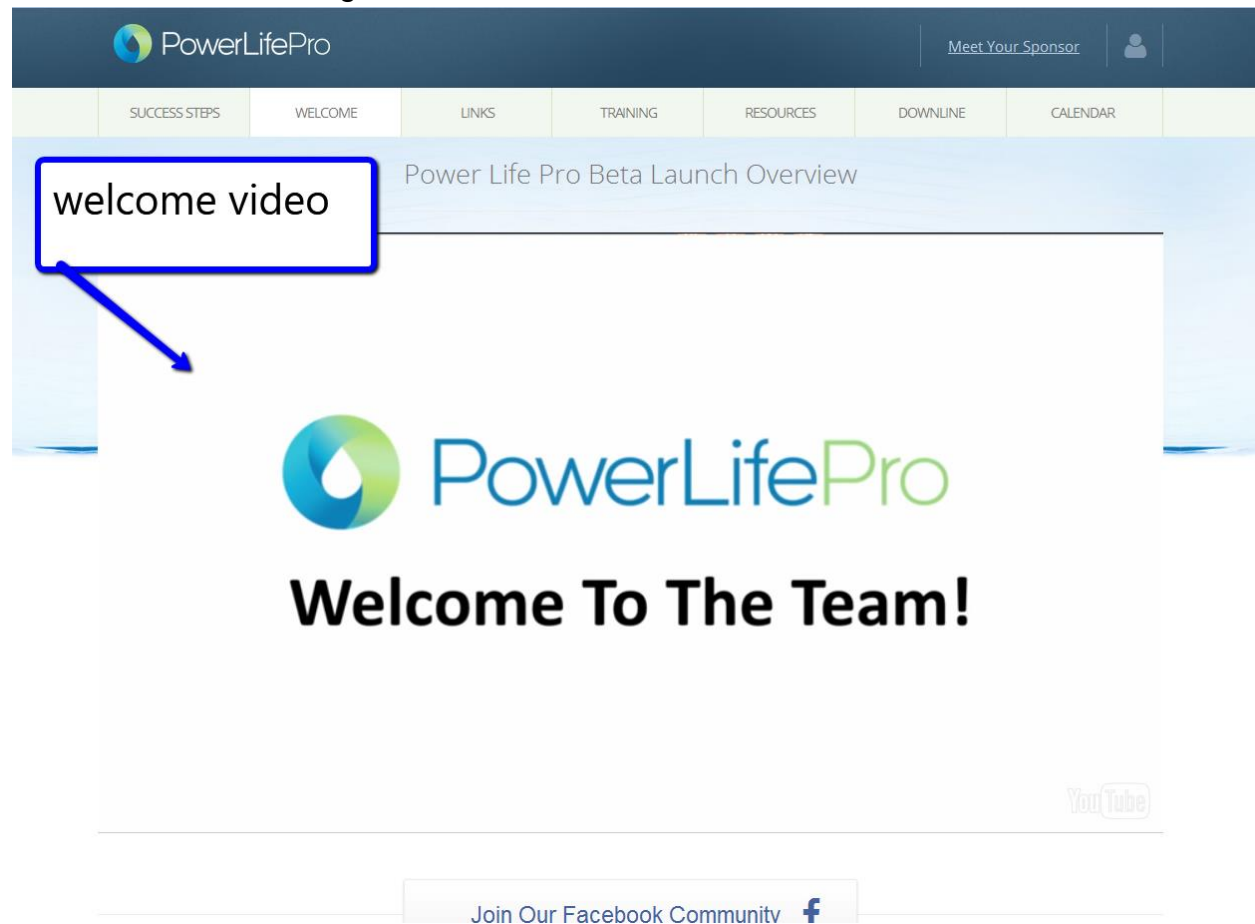 PowerLifePro
Meet Your Sponsor
SUCCESS STEPS WELCOME LINKS TRAINING RESOURCES DOWNLINE CALENDAR
Power Life Pro Beta Launch Overview
welcome video
PowerLifePro
Welcome To The Team!
YouTube
Join Our Facebook Community f